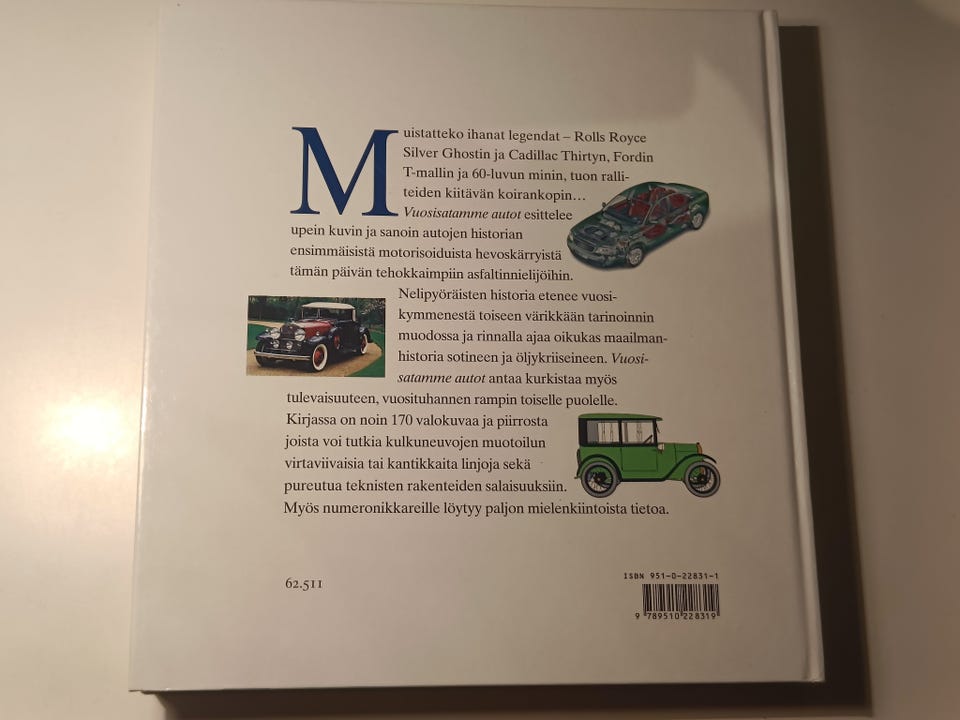 Muistatteko ihanat legendat – Rolls Royce
Silver Ghostin ja Cadillac Thirtyn, Fordin
T-mallin ja 60-luvun minin, tuon ralli-
teiden kiitävän koirankopin…
Vuosisatamme autot esittelee
upein kuvin ja sanoin autojen historian
ensimmäisistä motorisoiduista hevoskärryistä
tämän päivän tehokkaimpiin asfaltinnielijöihin.
Nelipyöräisten historia etenee vuosi-
kymmenestä toiseen värikkään tarinoinnin
muodossa ja rinnalla ajaa oikukas maailman-
historia sotineen ja öljykriiseineen. Vuosi-
satamme autot antaa kurkistaa myös
tulevaisuuteen, vuosituhannen rampin toiselle puolelle.
Kirjassa on noin 170 valokuvaa ja piirrosta
joista voi tutkia kulkuneuvojen muotoilun
virtaviivaisia tai kantikkaita linjoja sekä
pureutua teknisten rakenteiden salaisuuksiin.
Myös numeronikkareille löytyy paljon mielenkiintoista tietoa.
62.511
ISBN 951-0-22831-1
9 789510 228319